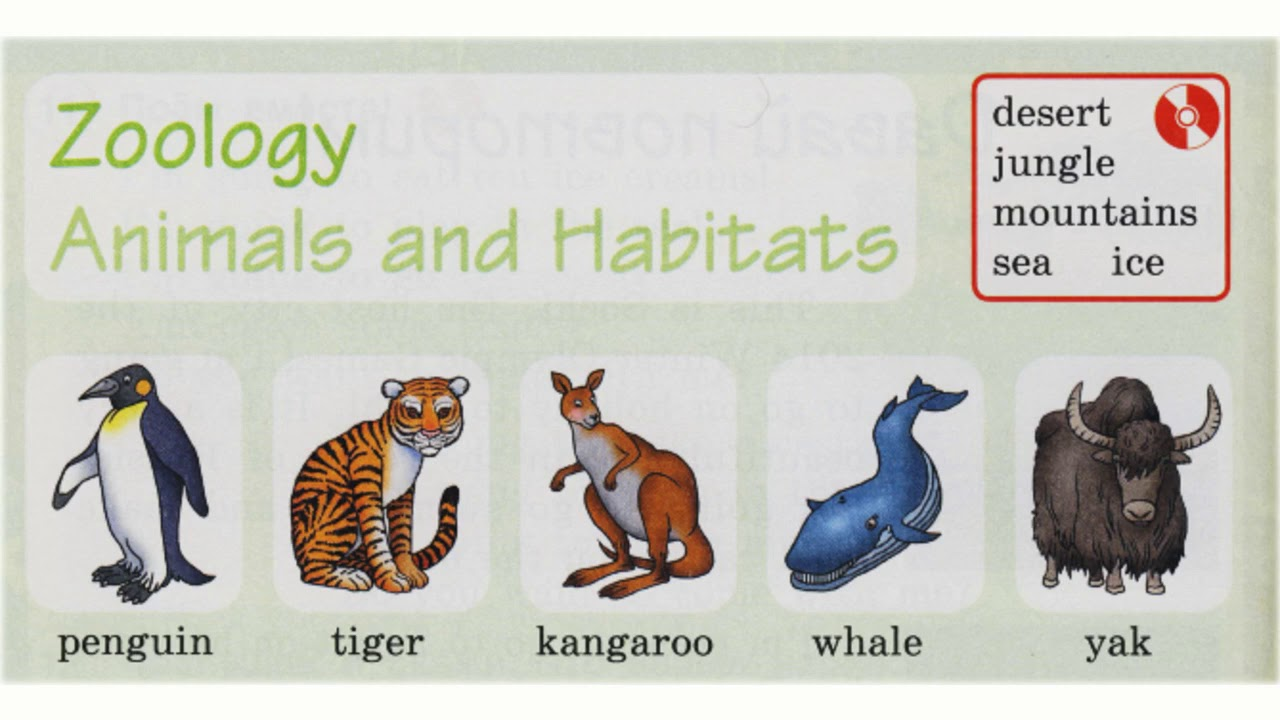 Zoology
Animals and Habitats
desert
jungle
mountains
sea ice
penguin
tiger
kangaroo
whale
yak